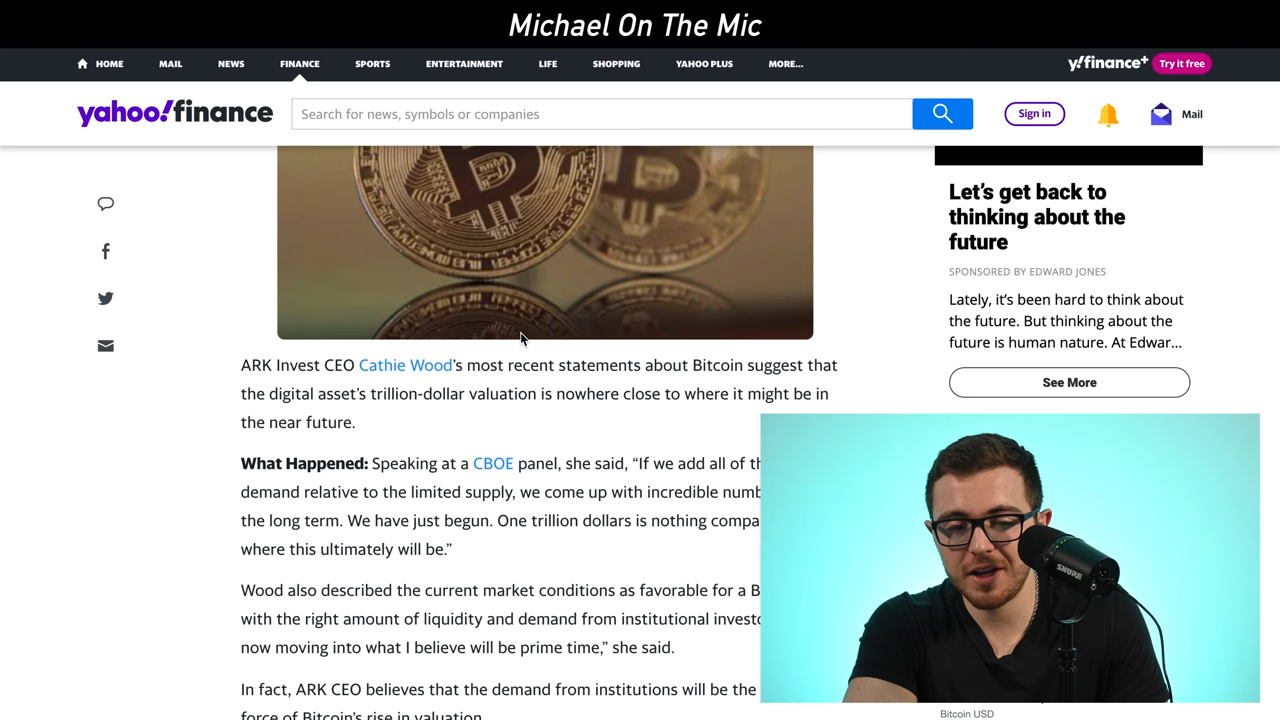 Michael On The Mic
HOME MAIL NEWS FINANCE SPORTS ENTERTAINMENT LIFE SHOPPING YAHOO PLUS MORE... y!finance+ Try it free
yahoo!finance Search for news, symbols or companies Sign in Mail
Let's get back to
thinking about the
future
SPONSORED BY EDWARD JONES
Lately, it's been hard to think about
the future. But thinking about the
future is human nature. At Edwar...
See More
ARK Invest CEO Cathie Wood's most recent statements about Bitcoin suggest that
the digital asset's trillion-dollar valuation is nowhere close to where it might be in
the near future.
What Happened: Speaking at a CBOE panel, she said, “If we add all of th
demand relative to the limited supply, we come up with incredible numb
the long term. We have just begun. One trillion dollars is nothing compa
where this ultimately will be.”
Wood also described the current market conditions as favorable for a B
with the right amount of liquidity and demand from institutional investo
now moving into what I believe will be prime time,” she said.
In fact, ARK CEO believes that the demand from institutions will be the
force of Bitcoin's rise in valuation
SHURE
Bitcoin USD